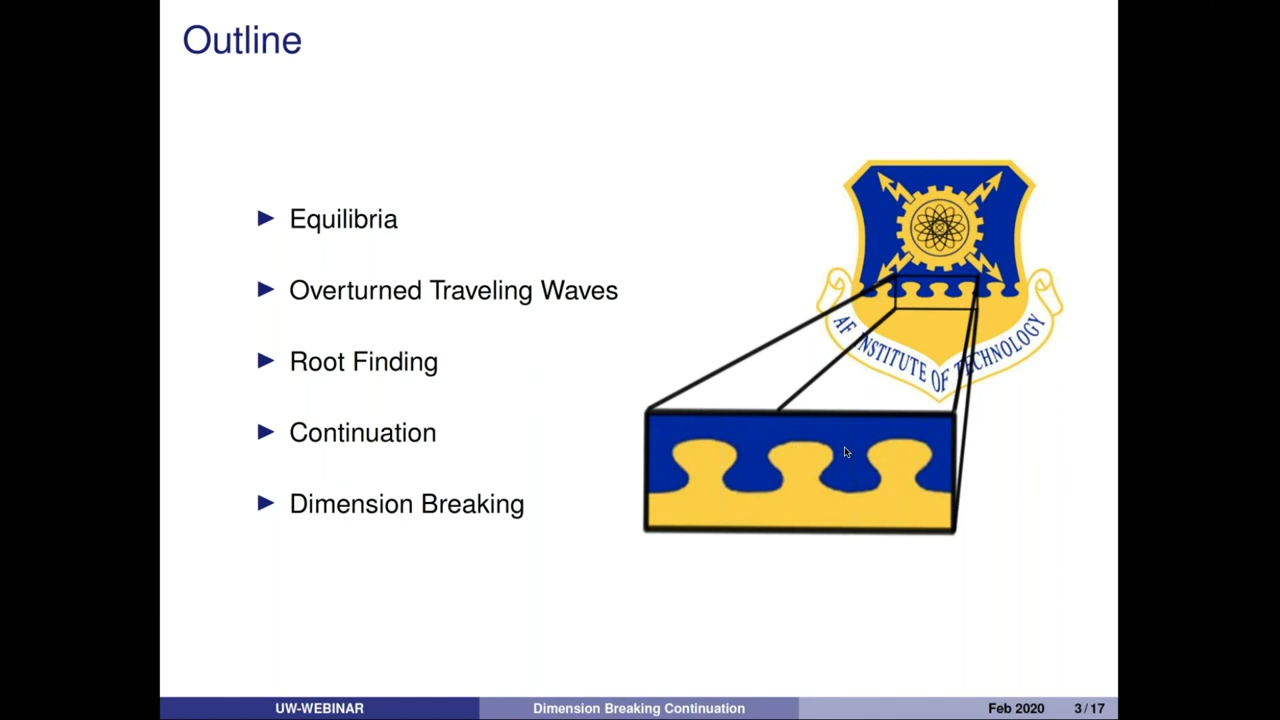 Outline
Equilibria
Overturned Traveling Waves
Root Finding
Continuation
Dimension Breaking
AF INSTITUTE OF TECHNOLOGY
UW-WEBINAR
Dimension Breaking Continuation
Feb 2020
3 / 17